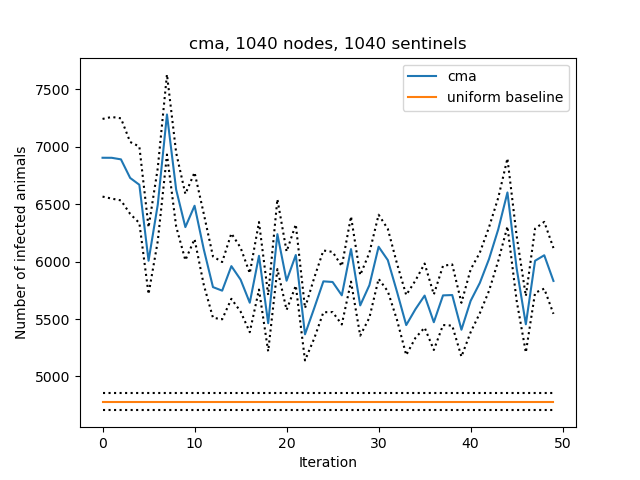 cma, 1040 nodes, 1040 sentinels
cma
uniform baseline
Number of infected animals
7500
7000
6500
6000
5500
5000
0 10 20 30 40 50
Iteration